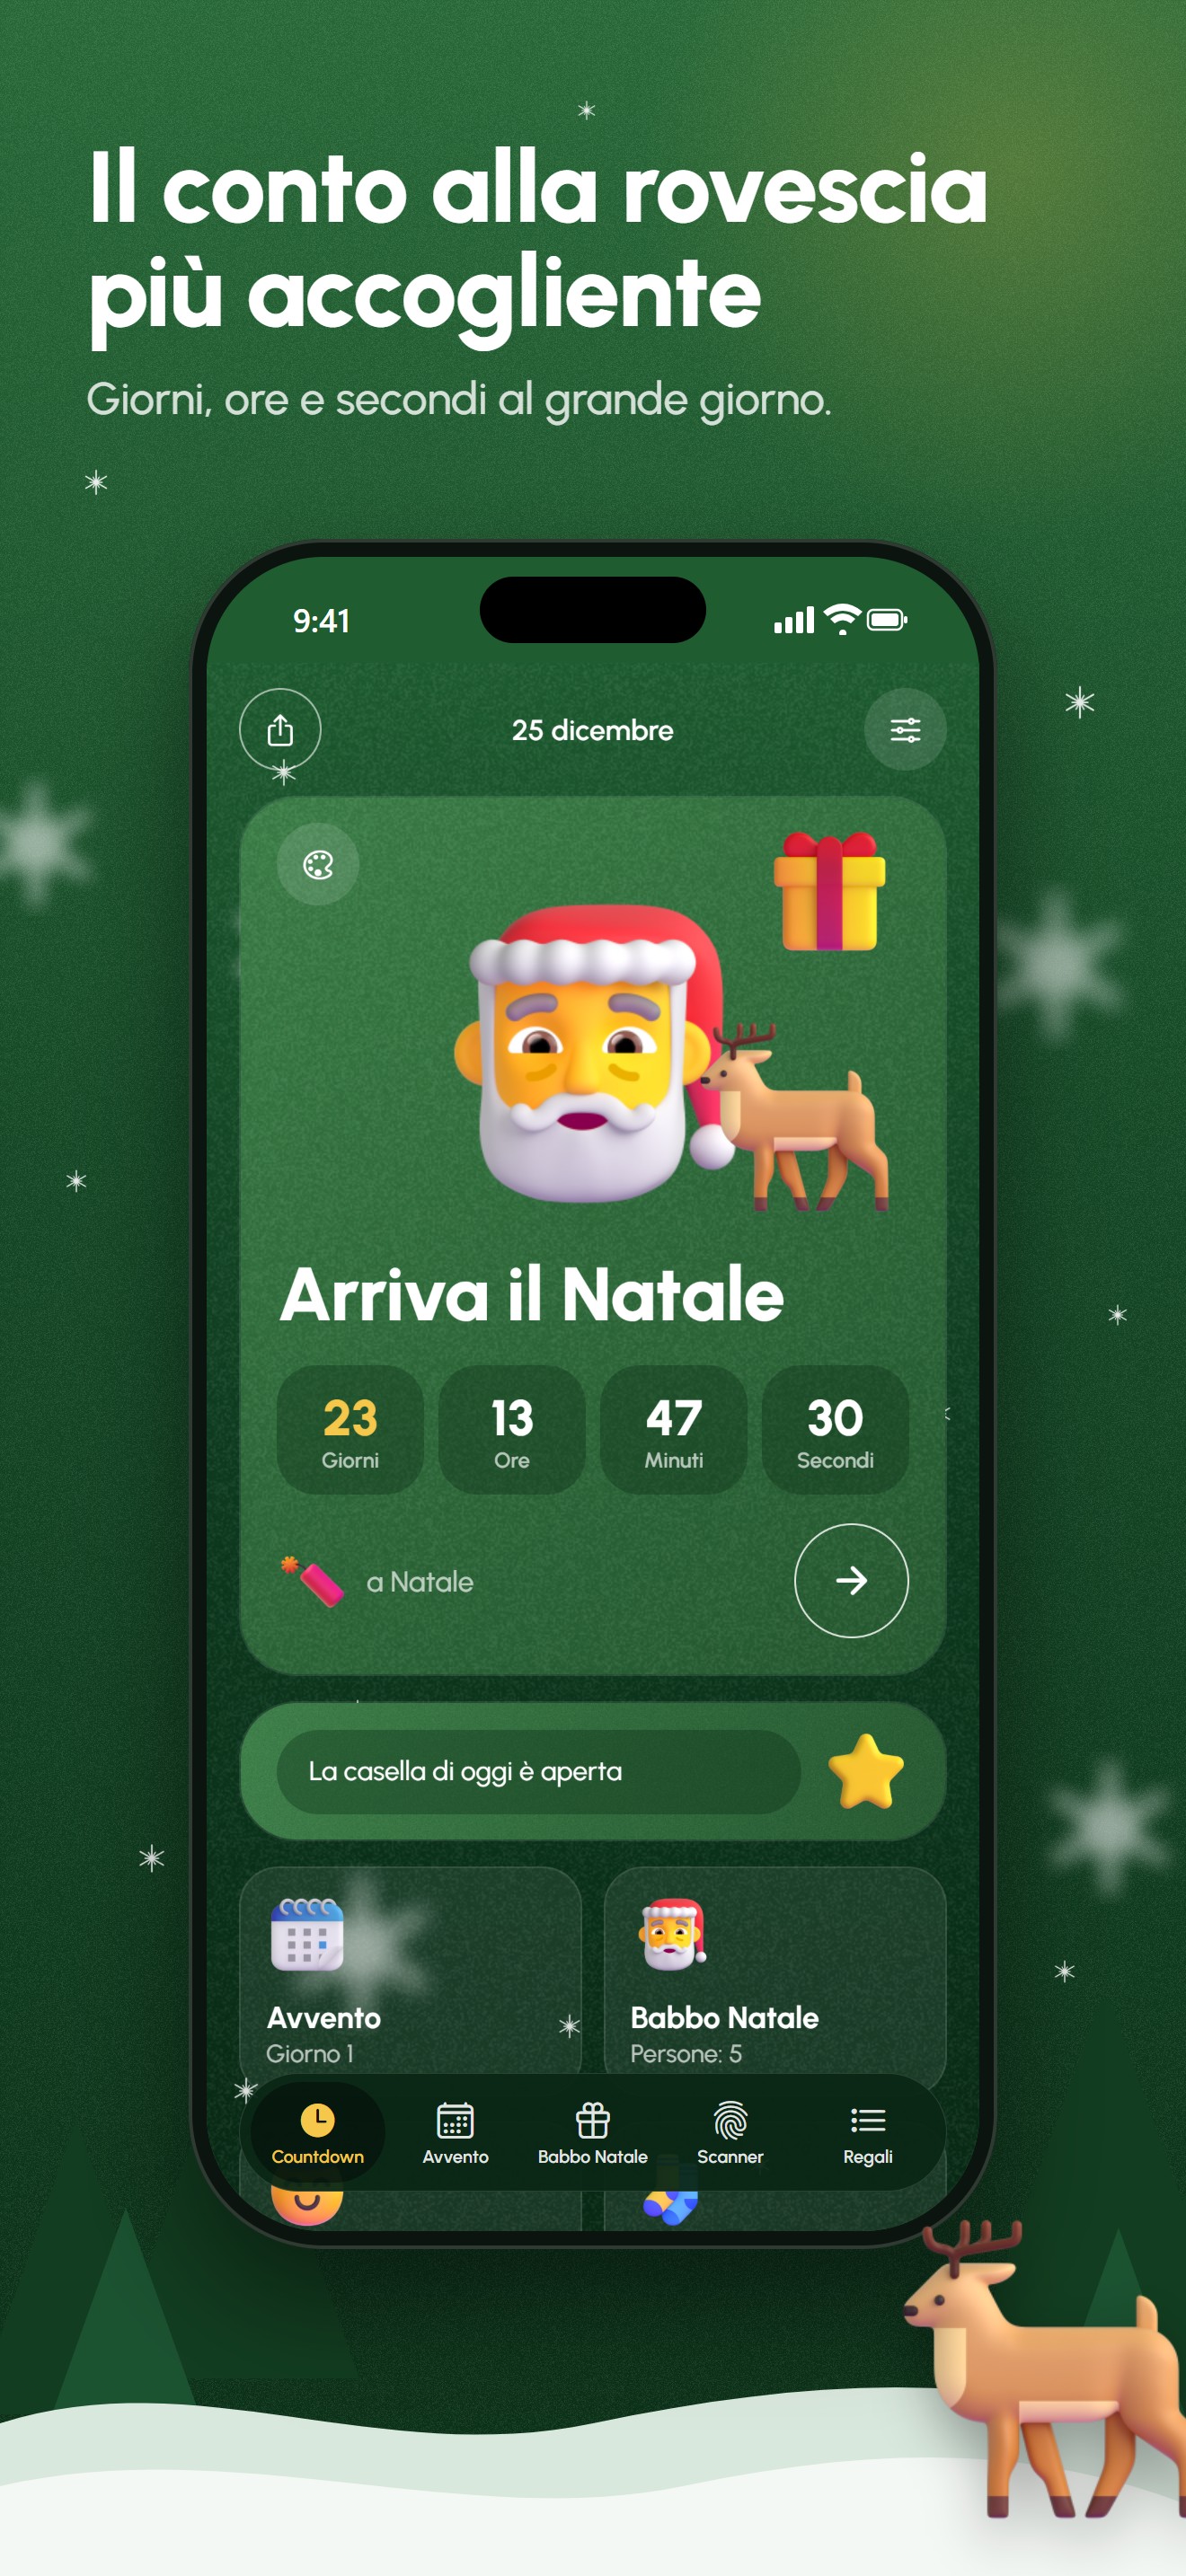 Il conto alla rovescia
più accogliente
Giorni, ore e secondi al grande giorno.
9:41
25 dicembre
Arriva il Natale
23 13 47 30
Giorni Ore Minuti Secondi
a Natale
La casella di oggi è aperta
Avvento Babbo Natale
Giorno 1 Persone: 5
Countdown Avvento Babbo Natale Scanner Regali